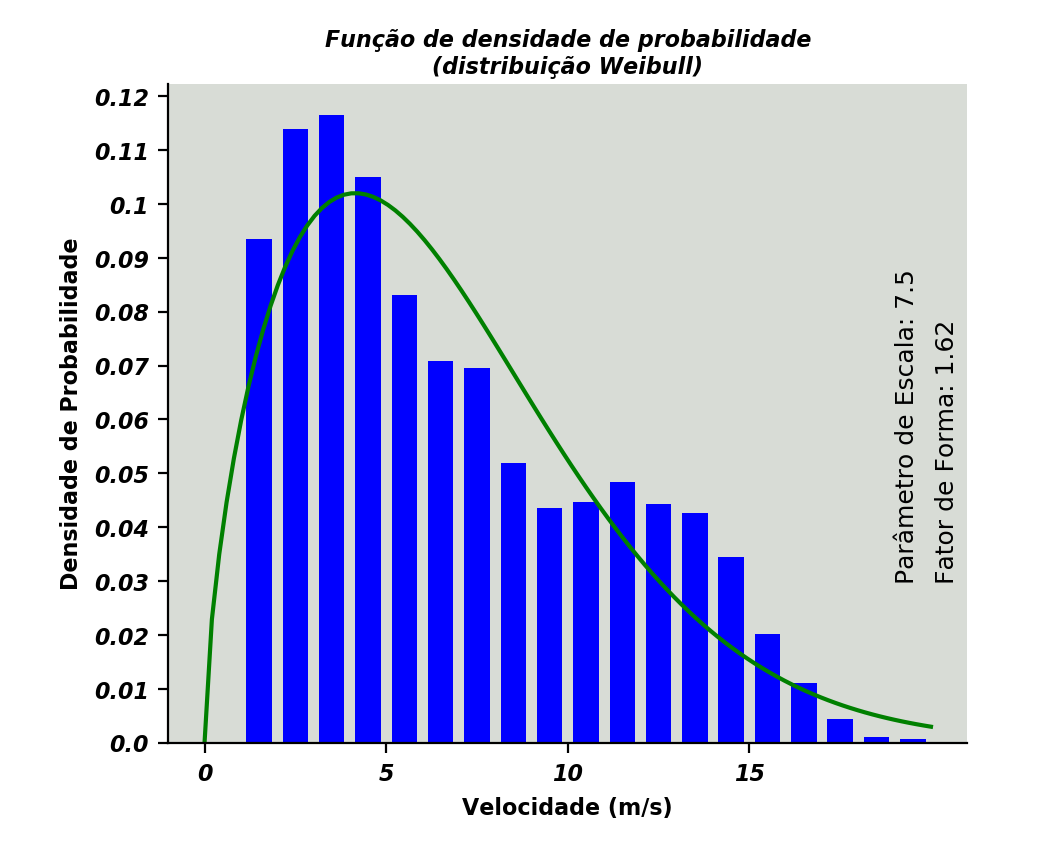 Função de densidade de probabilidade
(distribuição Weibull)
0.12
0.11
0.1
0.09
0.08
0.07
0.06
0.05
0.04
0.03
0.02
0.01
0.0
Densidade de Probabilidade
Parâmetro de Escala: 7.5
Fator de Forma: 1.62
0 5 10 15
Velocidade (m/s)